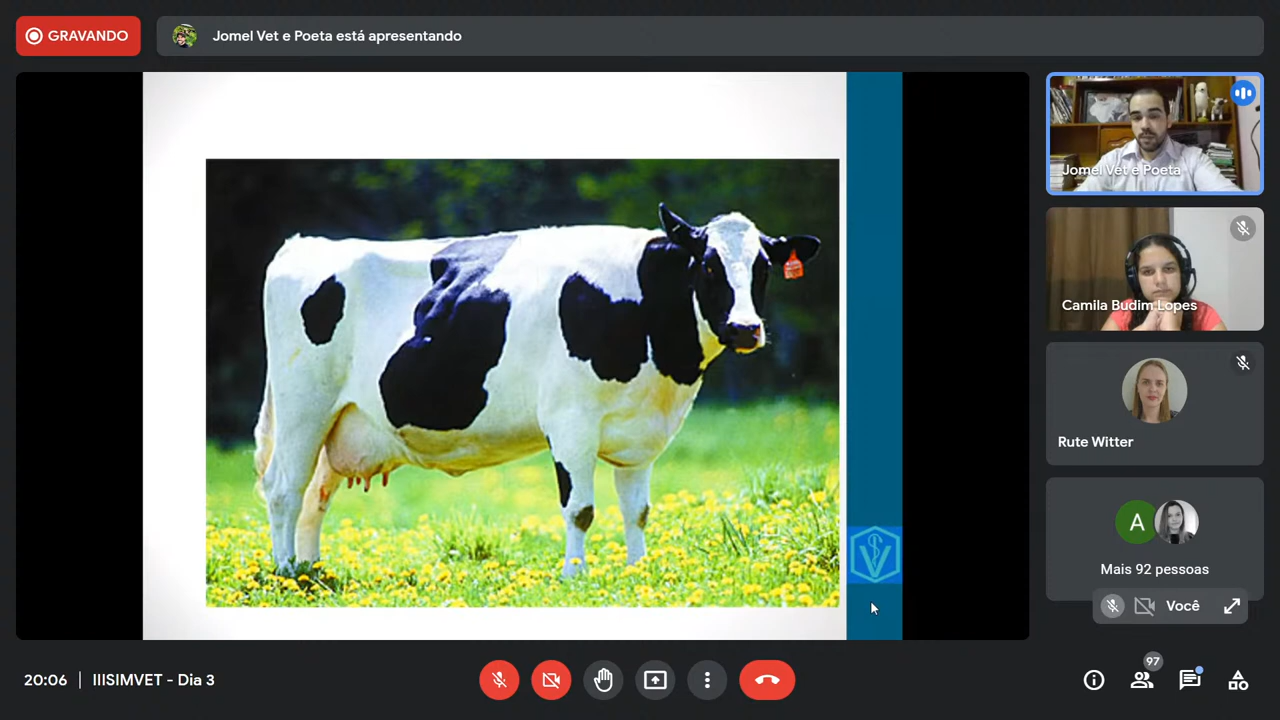 GRAVANDO
Jomel Vet e Poeta está apresentando
Jomel Vet e Poeta
Camila Budim Lopes
Rute Witter
A
Mais 92 pessoas
Você
20:06 | IIISIMVET - Dia 3
97